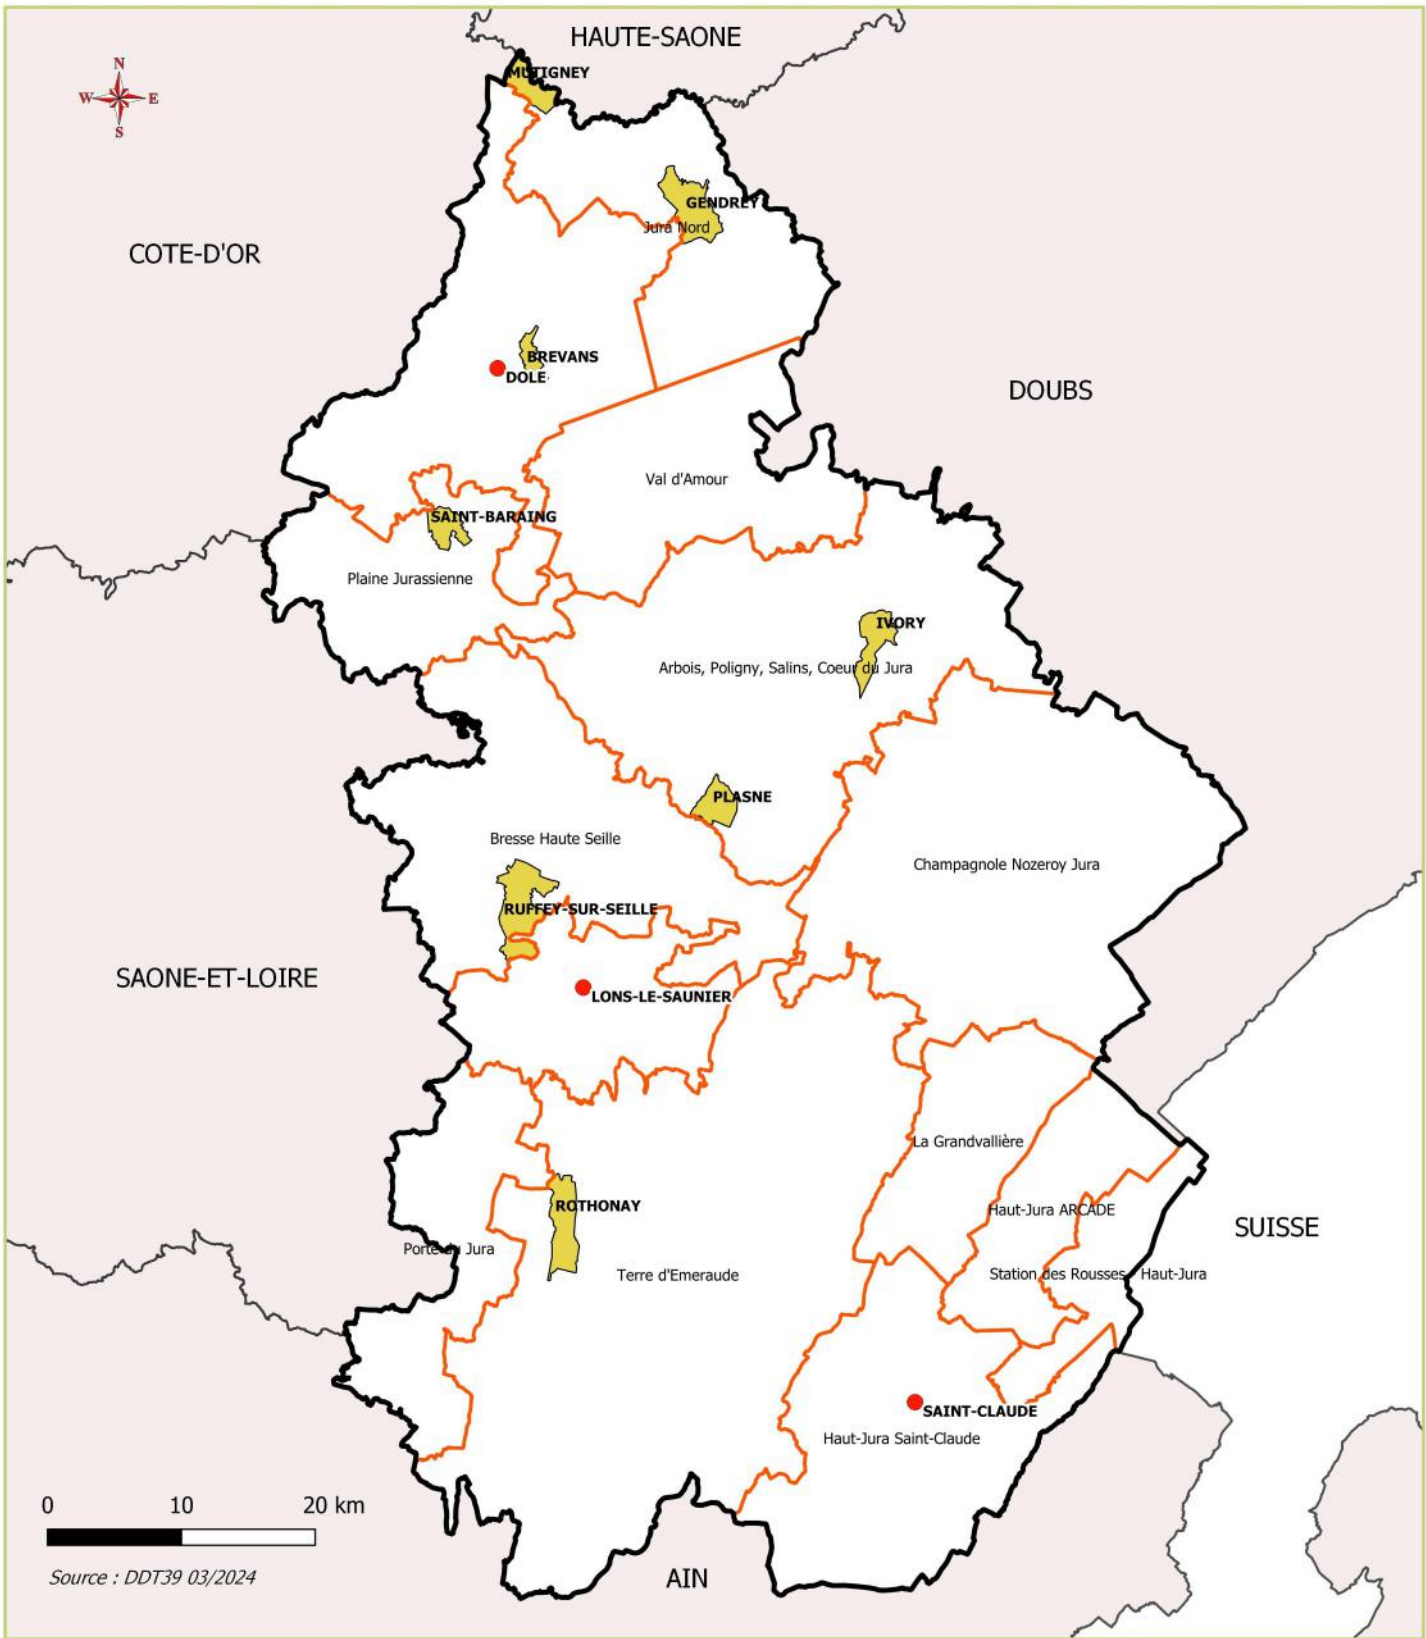 HAUTE-SAONE
N
W E
S
MUTIGNEY
GENDREY
Jura Nord
COTE-D'OR
BREVANS
DOLE
DOUBS
Val d'Amour
SAINT-BARAING
Plaine Jurassienne
IVORY
Arbois, Poligny, Salins, Coeur du Jura
PLASNE
Bresse Haute Seille
Champagnole Nozeroy Jura
RUFFEY-SUR-SEILLE
SAONE-ET-LOIRE
LONS-LE-SAUNIER
La Grandvallière
ROTHONAY
Haut-Jura ARCADE
SUISSE
Porte du Jura
Terre d'Emeraude
Station des Rousses Haut-Jura
SAINT-CLAUDE
Haut-Jura Saint-Claude
0 10 20 km
Source : DDT39 03/2024
AIN